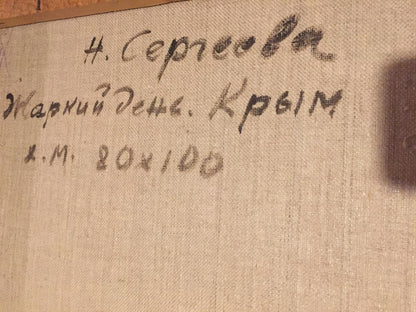 Н. Сергеева
Жаркий день. Крым
х.м. 80х100